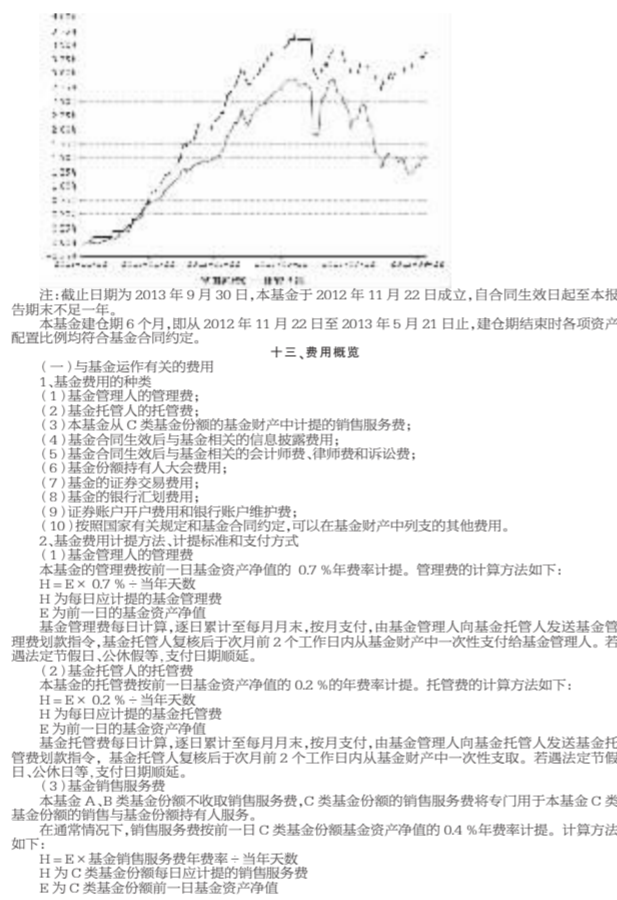 注：截止日期为 2013 年 9 月 30 日，本基金于 2012 年 11 月 22 日成立，自合同生效日起至本报
告期末不足一年。
本基金建仓期 6 个月，即从 2012 年 11 月 22 日至 2013 年 5 月 21 日止，建仓期结束时各项资产
配置比例均符合基金合同约定。
十三、费用概览
（一）与基金运作有关的费用
1、基金费用的种类
（1）基金管理人的管理费；
（2）基金托管人的托管费；
（3）本基金从 C 类基金份额的基金财产中计提的销售服务费；
（4）基金合同生效后与基金相关的信息披露费用；
（5）基金合同生效后与基金相关的会计师费、律师费和诉讼费；
（6）基金份额持有人大会费用；
（7）基金的证券交易费用；
（8）基金的银行汇划费用；
（9）证券账户开户费用和银行账户维护费；
（10）按照国家有关规定和基金合同约定，可以在基金财产中列支的其他费用。
2、基金费用计提方法、计提标准和支付方式
（1）基金管理人的管理费
本基金的管理费按前一日基金资产净值的 0.7 %年费率计提。管理费的计算方法如下：
H＝E× 0.7 %÷当年天数
H 为每日应计提的基金管理费
E 为前一日的基金资产净值
基金管理费每日计算，逐日累计至每月月末，按月支付，由基金管理人向基金托管人发送基金管
理费划款指令，基金托管人复核后于次月前 2 个工作日内从基金财产中一次性支付给基金管理人。若
遇法定节假日、公休假等，支付日期顺延。
（2）基金托管人的托管费
本基金的托管费按前一日基金资产净值的 0.2 %的年费率计提。托管费的计算方法如下：
H＝E× 0.2 %÷当年天数
H 为每日应计提的基金托管费
E 为前一日的基金资产净值
基金托管费每日计算，逐日累计至每月月末，按月支付，由基金管理人向基金托管人发送基金托
管费划款指令，基金托管人复核后于次月前 2 个工作日内从基金财产中一次性支取。若遇法定节假
日、公休日等，支付日期顺延。
（3）基金销售服务费
本基金 A、B 类基金份额不收取销售服务费，C 类基金份额的销售服务费将专门用于本基金 C 类
基金份额的销售与基金份额持有人服务。
在通常情况下，销售服务费按前一日 C 类基金份额基金资产净值的 0.4 %年费率计提。计算方法
如下：
H＝E×基金销售服务费年费率÷当年天数
H 为 C 类基金份额每日应计提的销售服务费
E 为 C 类基金份额前一日基金资产净值